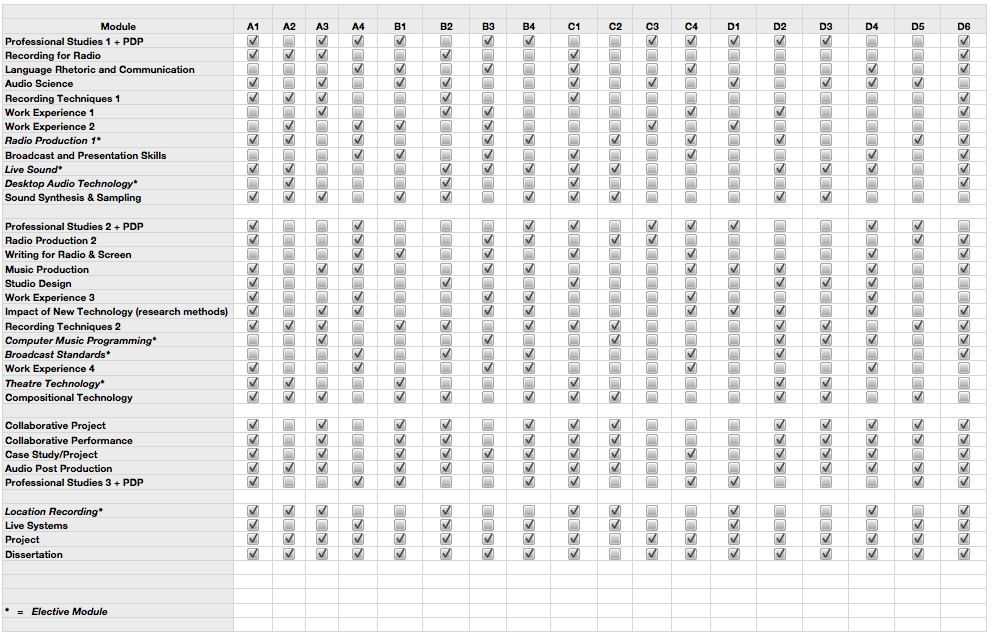 Module A1 A2 A3 A4 B1 B2 B3 B4 C1 C2 C3 C4 D1 D2 D3 D4 D5 D6
Professional Studies 1 + PDP
Recording for Radio
Language Rhetoric and Communication
Audio Science
Recording Techniques 1
Work Experience 1
Work Experience 2
Radio Production 1*
Broadcast and Presentation Skills
Live Sound*
Desktop Audio Technology*
Sound Synthesis & Sampling
Professional Studies 2 + PDP
Radio Production 2
Writing for Radio & Screen
Music Production
Studio Design
Work Experience 3
Impact of New Technology (research methods)
Recording Techniques 2
Computer Music Programming*
Broadcast Standards*
Work Experience 4
Theatre Technology*
Compositional Technology
Collaborative Project
Collaborative Performance
Case Study/Project
Audio Post Production
Professional Studies 3 + PDP
Location Recording*
Live Systems
Project
Dissertation
* = Elective Module